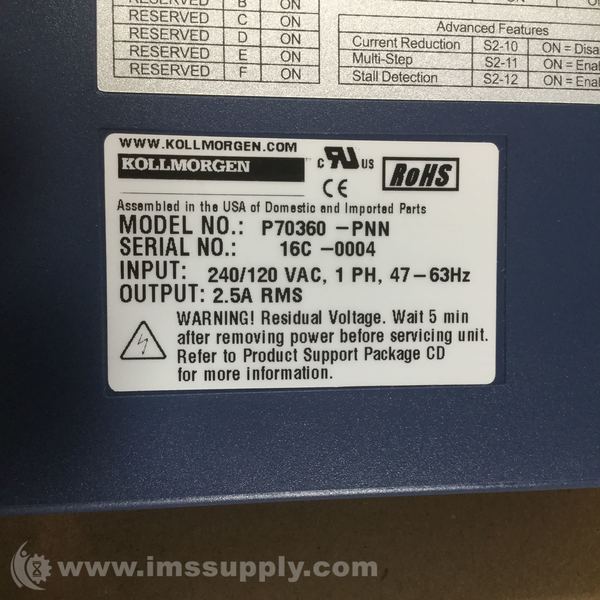 RESERVED B ON
RESERVED C ON
RESERVED D ON
RESERVED E ON
RESERVED F ON
Advanced Features
Current Reduction S2-10 ON = Disa
Multi-Step S2-11 ON = Enal
Stall Detection S2-12 ON = Enal
WWW.KOLLMORGEN.COM
KOLLMORGEN
c RU US
CE
RoHS
Assembled in the USA of Domestic and Imported Parts
MODEL NO.: P70360 -PNN
SERIAL NO.: 16C -0004
INPUT: 240/120 VAC, 1 PH, 47-63Hz
OUTPUT: 2.5A RMS
WARNING! Residual Voltage. Wait 5 min
after removing power before servicing unit.
Refer to Product Support Package CD
for more information.
www.imssupply.com